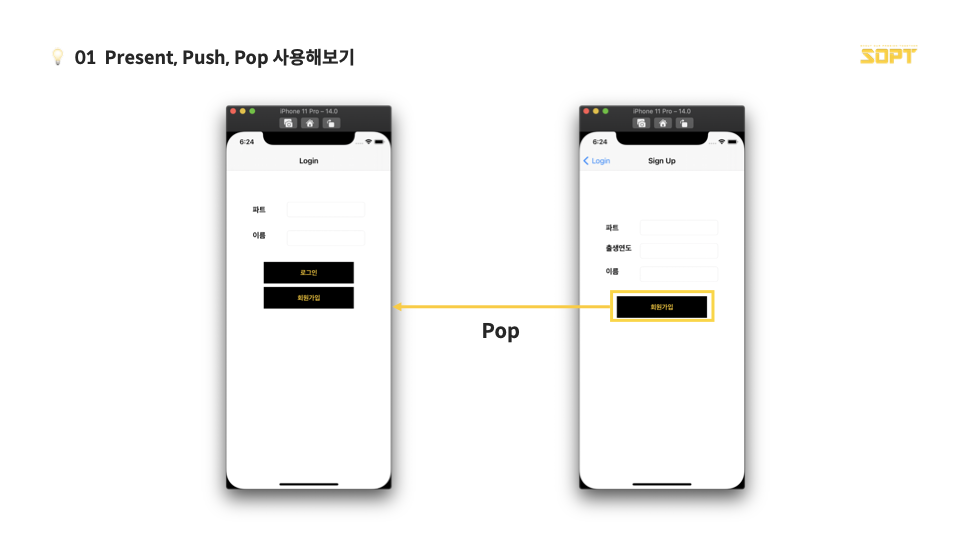 01 Present, Push, Pop 사용해보기
SOPT
iPhone 11 Pro – 14.0
6:24
Login
파트
이름
로그인
회원가입
Pop
iPhone 11 Pro – 14.0
6:24
Login
Sign Up
파트
출생연도
이름
회원가입